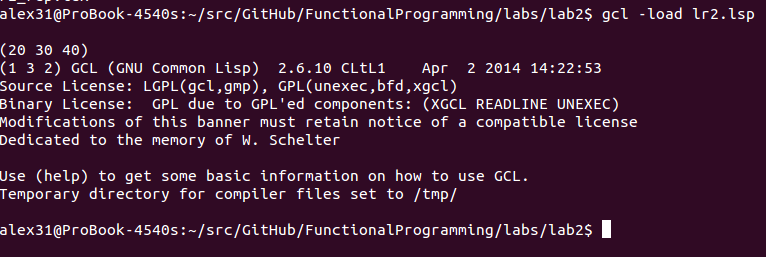 alex31@ProBook-4540s:~/src/GitHub/FunctionalProgramming/labs/lab2$ gcl -load lr2.lsp
(20 30 40)
(1 3 2) GCL (GNU Common Lisp)  2.6.10 CLtL1    Apr  2 2014 14:22:53
Source License: LGPL(gcl,gmp), GPL(unexec,bfd,xgcl)
Binary License:  GPL due to GPL'ed components: (XGCL READLINE UNEXEC)
Modifications of this banner must retain notice of a compatible license
Dedicated to the memory of W. Schelter
Use (help) to get some basic information on how to use GCL.
Temporary directory for compiler files set to /tmp/
alex31@ProBook-4540s:~/src/GitHub/FunctionalProgramming/labs/lab2$